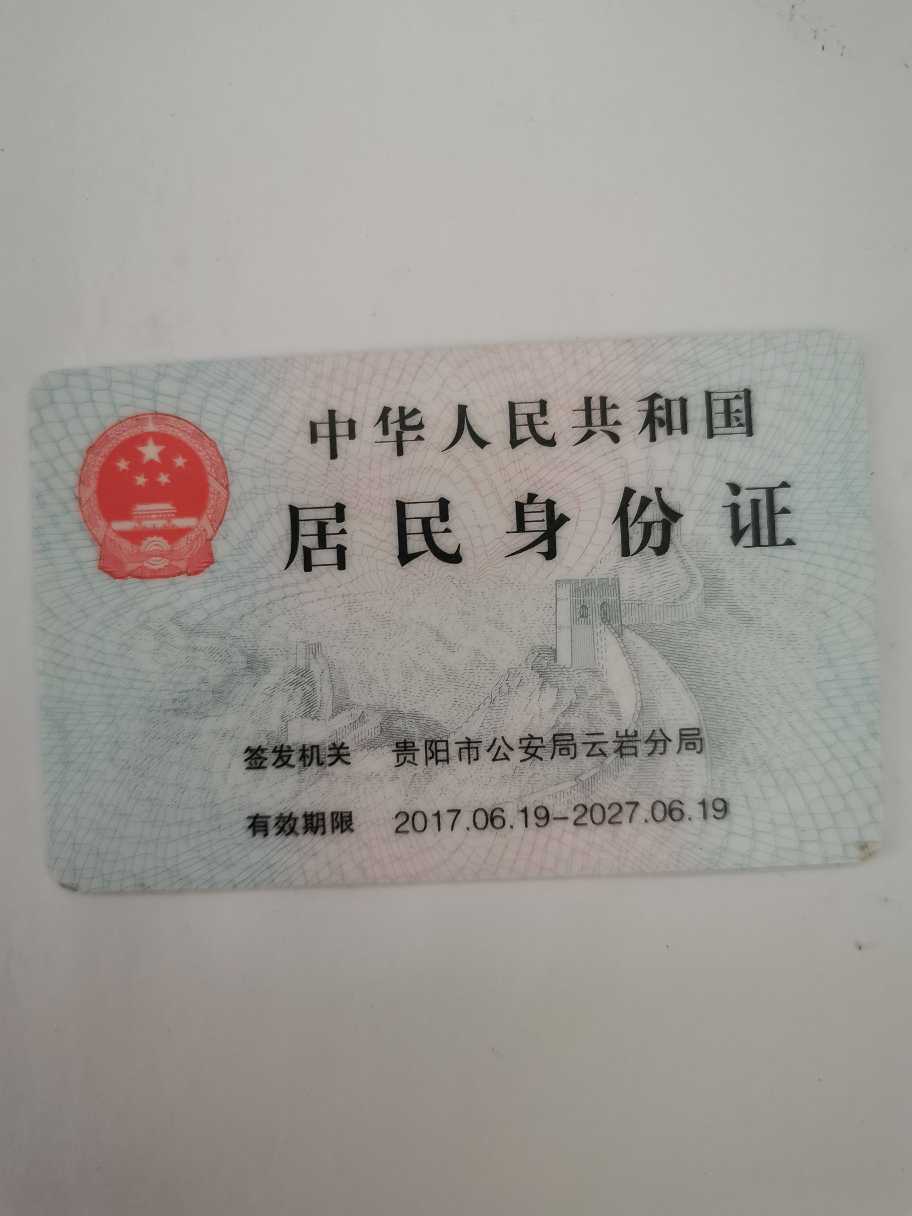 中华人民共和国
居民身份证
签发机关 贵阳市公安局云岩分局
有效期限 2017.06.19-2027.06.19